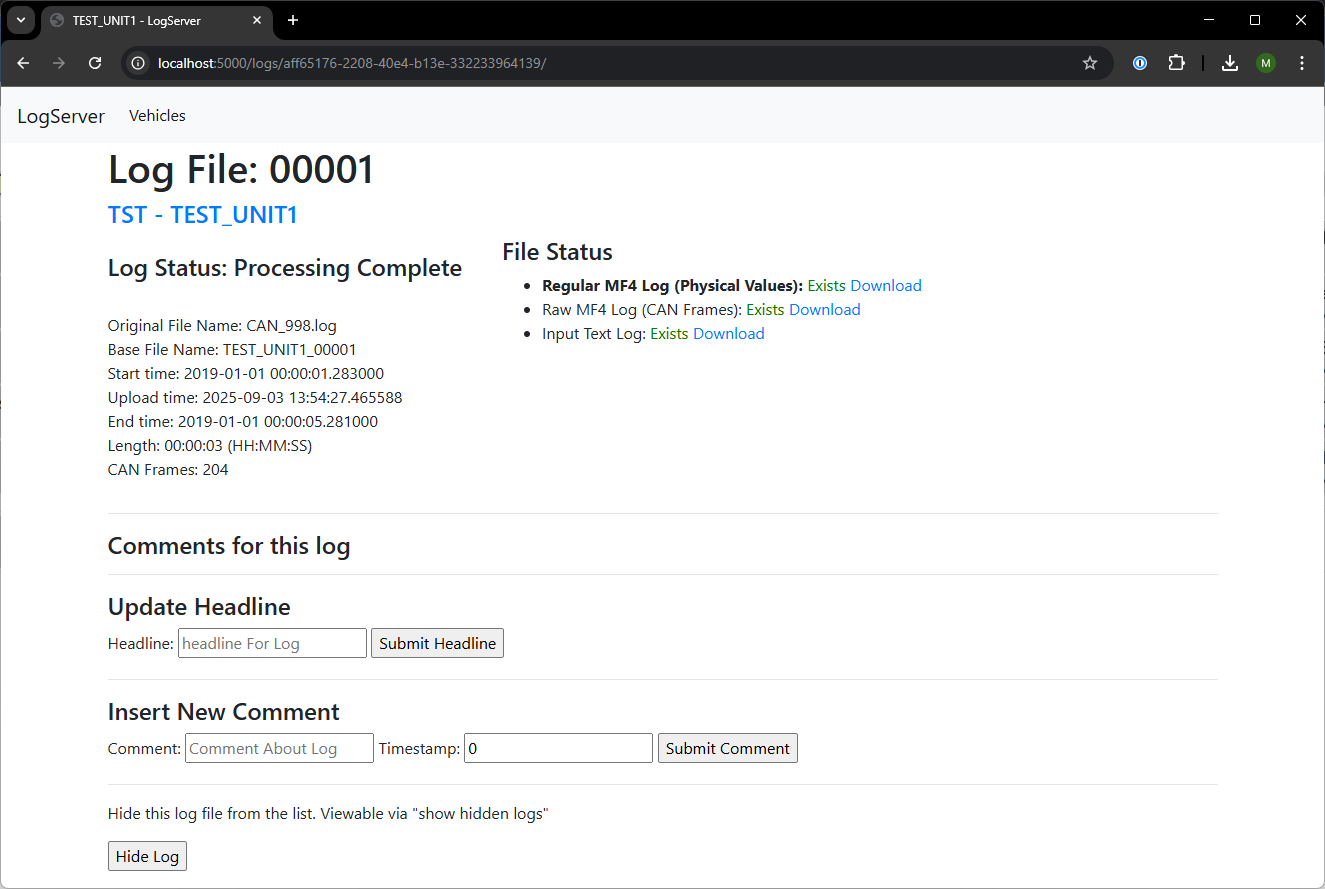 TEST_UNIT1 - LogServer
localhost:5000/logs/aff65176-2208-40e4-b13e-332233964139/
M
LogServer Vehicles
Log File: 00001
TST - TEST_UNIT1
Log Status: Processing Complete
Original File Name: CAN_998.log
Base File Name: TEST_UNIT1_00001
Start time: 2019-01-01 00:00:01.283000
Upload time: 2025-09-03 13:54:27.465588
End time: 2019-01-01 00:00:05.281000
Length: 00:00:03 (HH:MM:SS)
CAN Frames: 204
File Status
Regular MF4 Log (Physical Values): Exists Download
Raw MF4 Log (CAN Frames): Exists Download
Input Text Log: Exists Download
Comments for this log
Update Headline
Headline: headline For Log Submit Headline
Insert New Comment
Comment: Comment About Log Timestamp: 0 Submit Comment
Hide this log file from the list. Viewable via "show hidden logs"
Hide Log